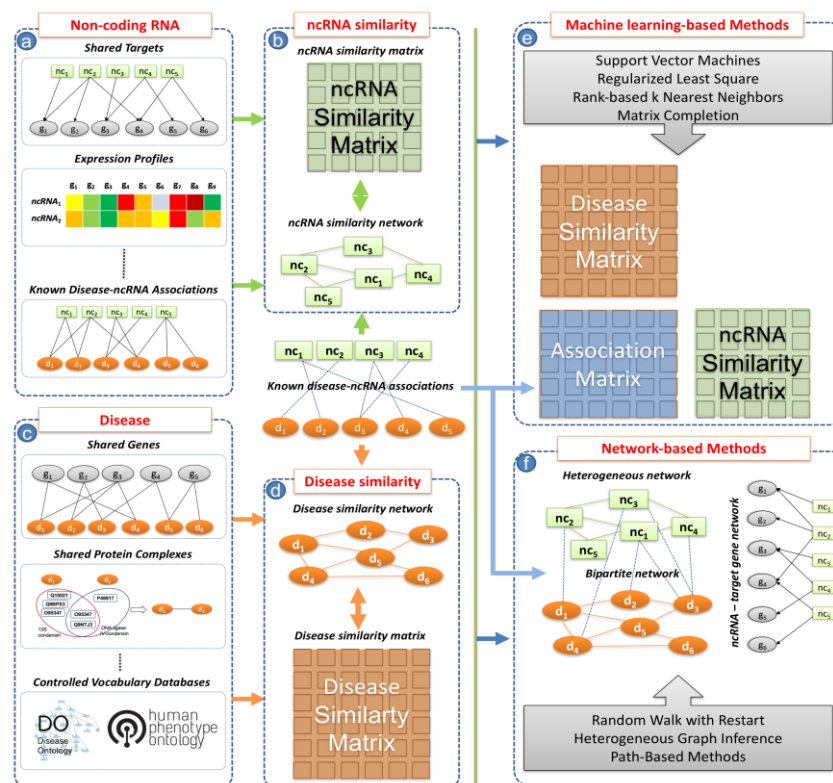 a
Non-coding RNA
Shared Targets
nc1 nc2 nc3 nc4 nc5
g1 g2 g3 g4 g5 g6
Expression Profiles
g1 g2 g3 g4 g5 g6 g7 g8 g9
ncRNA1
ncRNA2
Known Disease-ncRNA Associations
nc1 nc2 nc3 nc4 nc5
d1 d2 d3 d4 d5 d6
b
ncRNA similarity
ncRNA similarity matrix
ncRNA
Similarity
Matrix
ncRNA similarity network
nc3
nc2
nc1
nc4
nc5
nc1 nc2 nc3 nc4
Known disease-ncRNA associations
d1 d2 d3 d4 d5
c
Disease
Shared Genes
g1 g2 g3 g4 g5
d1 d2 d3 d4 d5 d6
Shared Protein Complexes
d1 d2
Q15021
P49917
O95347
O95347
Q9NTJ3
13S
condensin
DNA ligase
IV condensin
d1 d2
Controlled Vocabulary Databases
DO
Disease
Ontology
human
phenotype
ontology
d
Disease similarity
Disease similarity network
d2
d1
d3
d5
d4
d6
Disease similarity matrix
Disease
Similarty
Matrix
e
Machine learning-based Methods
Support Vector Machines
Regularized Least Square
Rank-based k Nearest Neighbors
Matrix Completion
Disease
Similarity
Matrix
Association
Matrix
ncRNA
Similarity
Matrix
f
Network-based Methods
Heterogeneous network
nc3
nc2
nc1
nc4
nc5
Bipartite network
d2
d1
d3
d5
d4
d6
ncRNA – target gene network
g1
nc1
g2
nc2
g3
nc3
g4
nc4
g5
nc5
g6
Random Walk with Restart
Heterogeneous Graph Inference
Path-Based Methods